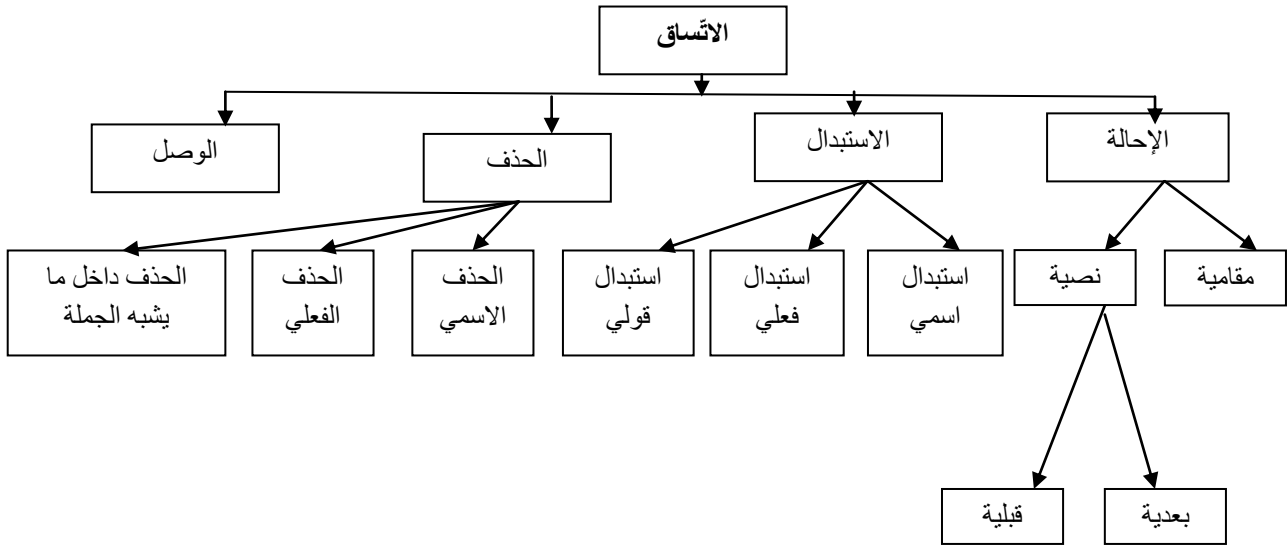 الاتّساق
الإحالة
الاستبدال
الحذف
الوصل
مقامية
نصية
استبدال
اسمي
استبدال
فعلي
استبدال
قولي
الحذف
الاسمي
الحذف
الفعلي
الحذف داخل ما
يشبه الجملة
بعدية
قبلية